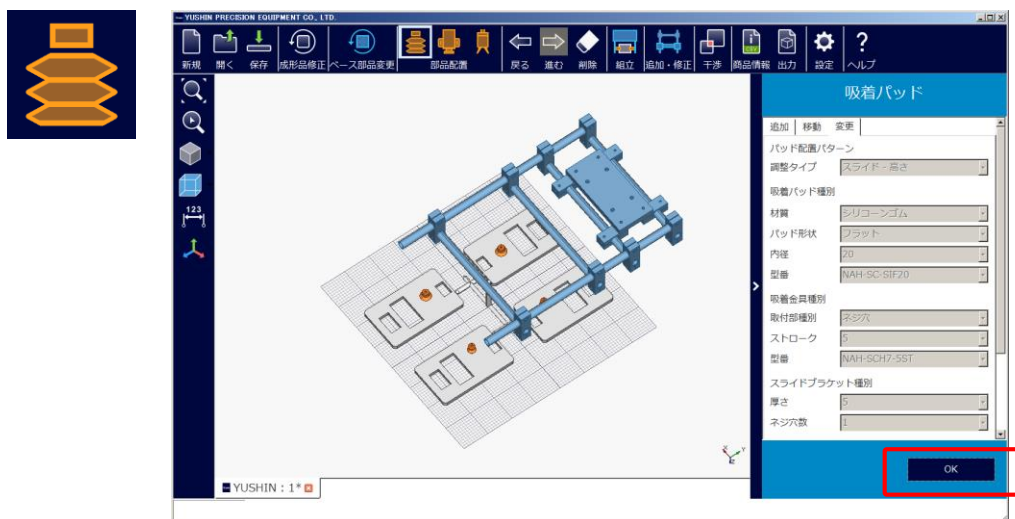 YUSHIN PRECISION EQUIPMENT CO., LTD.
新規 開く 保存 成形品修正 ベース部品変更 部品配置 戻る 進む 削除 組立 追加・修正 干渉 商品情報 出力 設定 ヘルプ
CSV
?
123
吸着パッド
追加 移動 変更
パッド配置パターン
調整タイプ スライド - 高さ
吸着パッド種別
材質 シリコーンゴム
パッド形状 フラット
内径 20
型番 NAH-SC-SIF20
吸着金具種別
取付部種別 ネジ穴
ストローク 5
型番 NAH-SCH7-5ST
スライドブラケット種別
厚さ 5
ネジ穴数 1
X Y Z
OK
YUSHIN : 1*